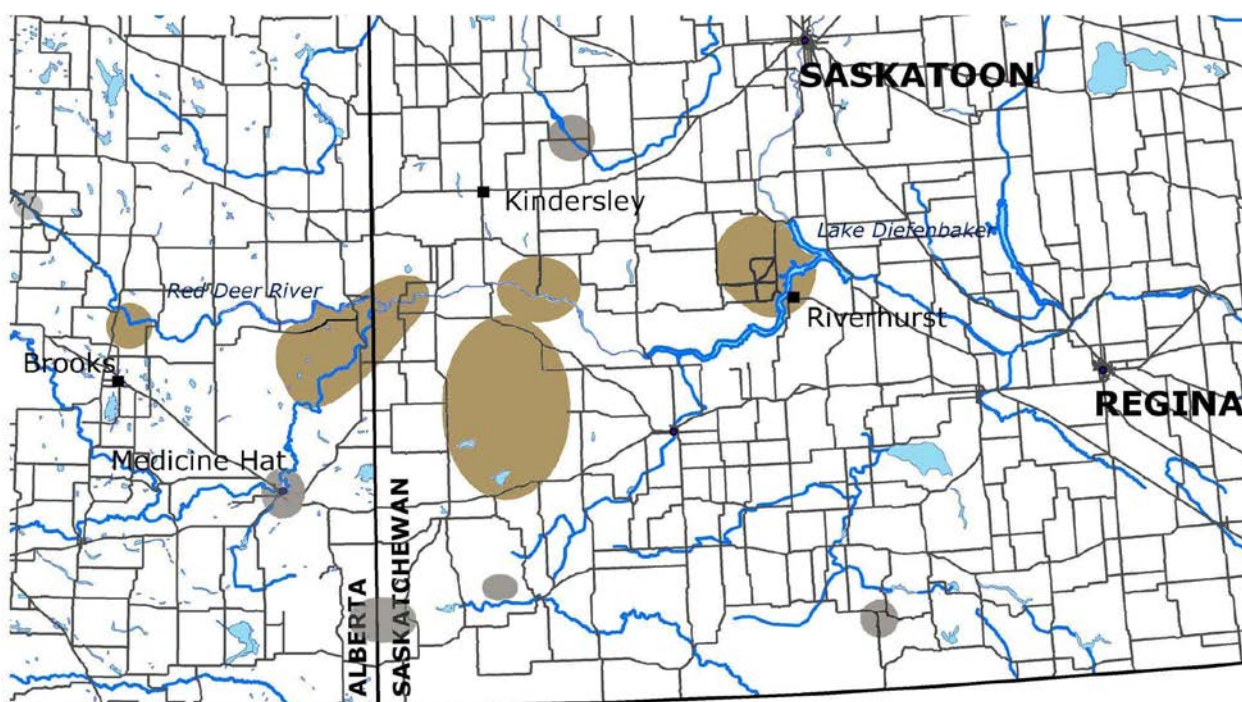 SASKATOON
Kindersley
Lake Diefenbaker
Red Deer River
Riverhurst
Brooks
REGINA
Medicine Hat
ALBERTA
SASKATCHEWAN